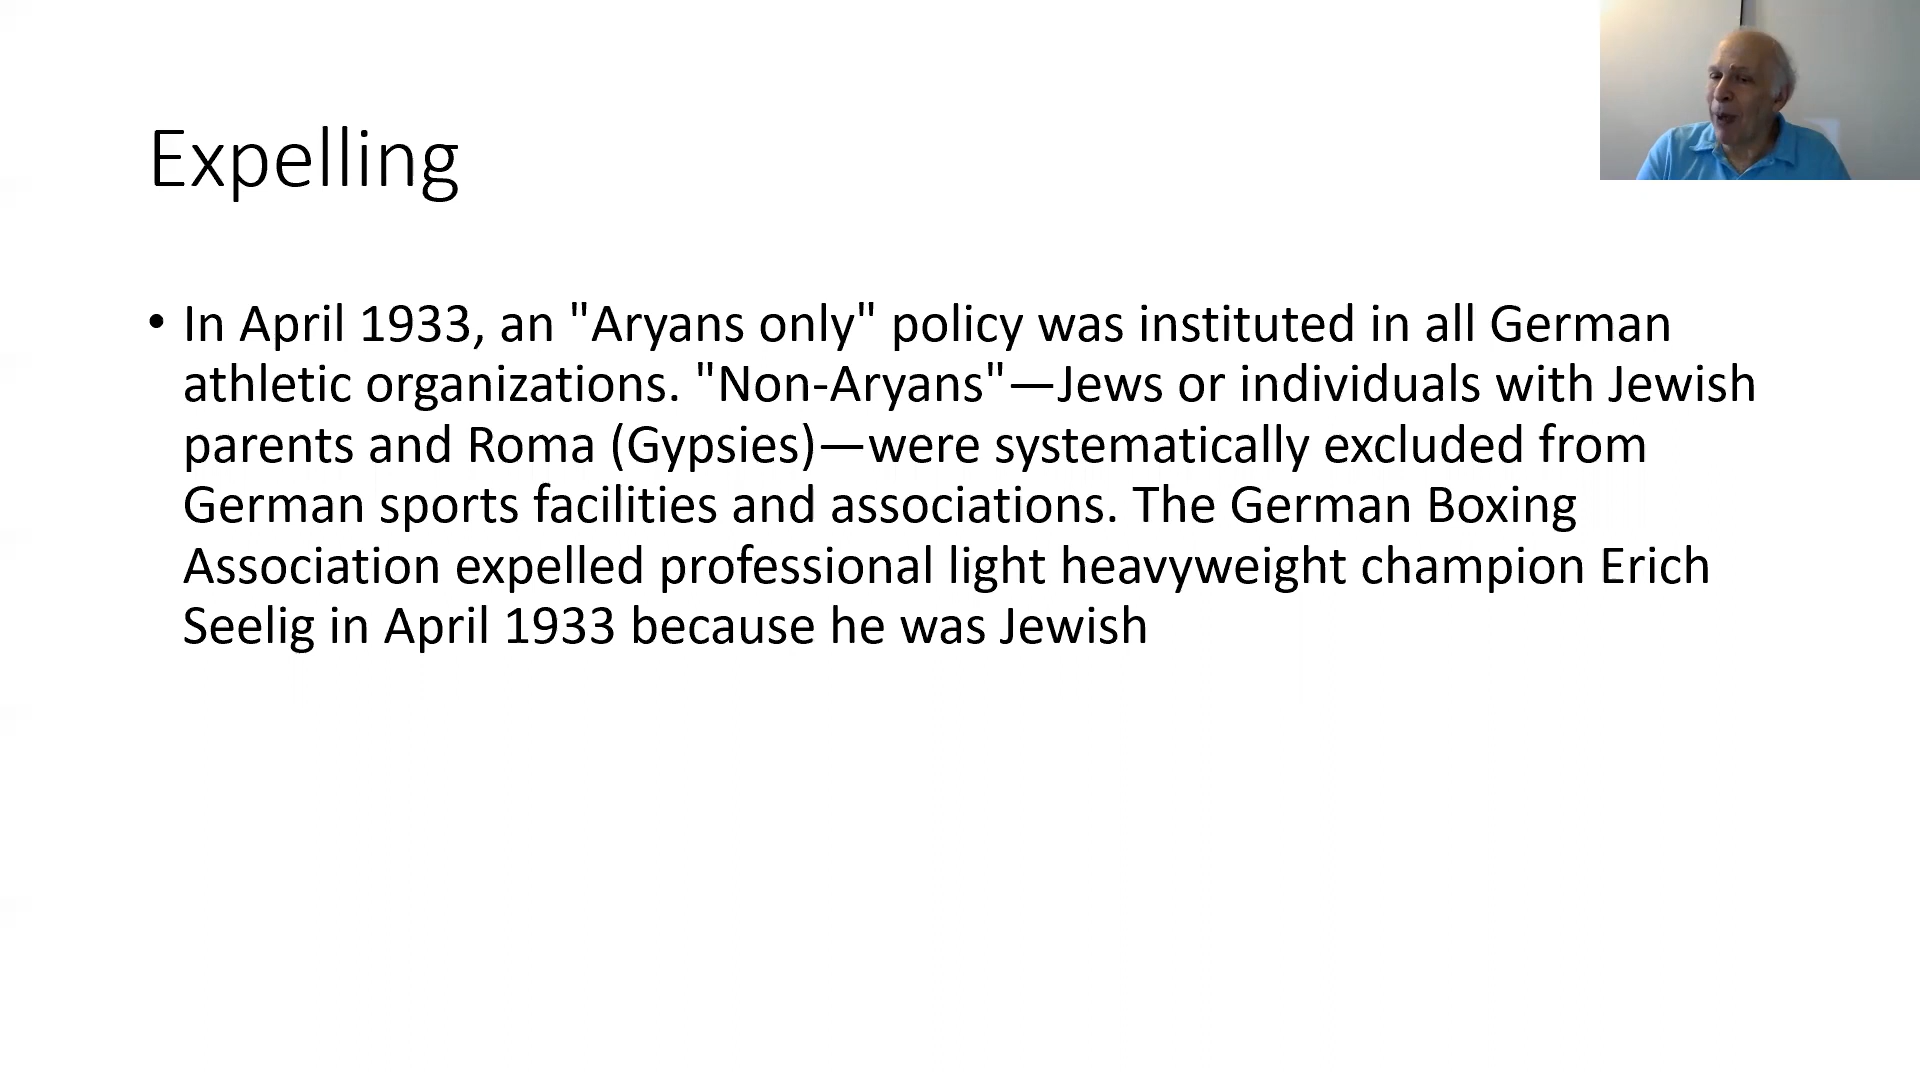 Expelling
• In April 1933, an "Aryans only" policy was instituted in all German
athletic organizations. "Non-Aryans"—Jews or individuals with Jewish
parents and Roma (Gypsies)—were systematically excluded from
German sports facilities and associations. The German Boxing
Association expelled professional light heavyweight champion Erich
Seelig in April 1933 because he was Jewish